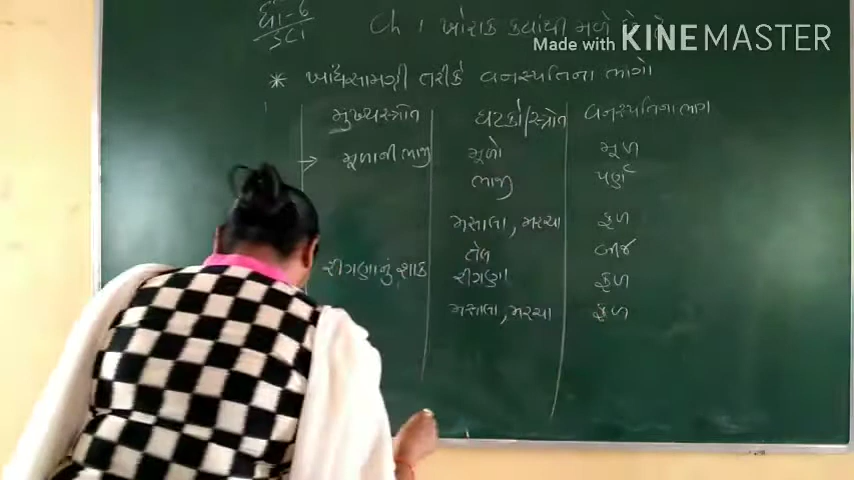 ધો-૬
Ch 1 ખોરાક ક્યાંથી મળે છે ?
Made with KINEMASTER
* ખાદ્યસામગ્રી તરીકે વનસ્પતિના ભાગો
મુખ્યસ્ત્રોત ઘટકો/સ્ત્રોત વનસ્પતિના ભાગ
→ મૂળાની ભાજી મૂળો મૂળ
ભાજી પર્ણ
મસાલા, મરચા ફળ
તેલ બીજ
રીંગણાનું શાક રીંગણા ફળ
મસાલા, મરચા ફળ